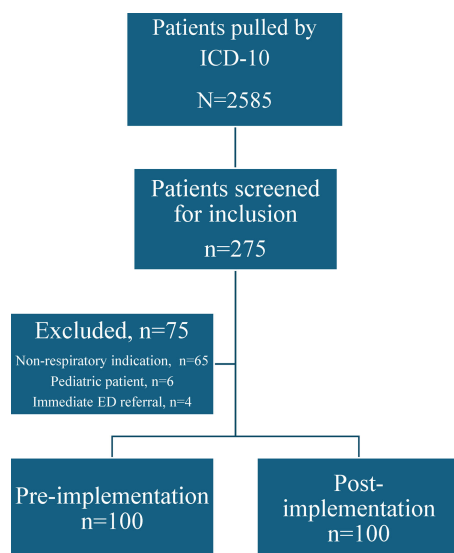 Patients pulled by
ICD-10
N=2585
Patients screened
for inclusion
n=275
Excluded, n=75
Non-respiratory indication, n=65
Pediatric patient, n=6
Immediate ED referral, n=4
Pre-implementation
n=100
Post-
implementation
n=100